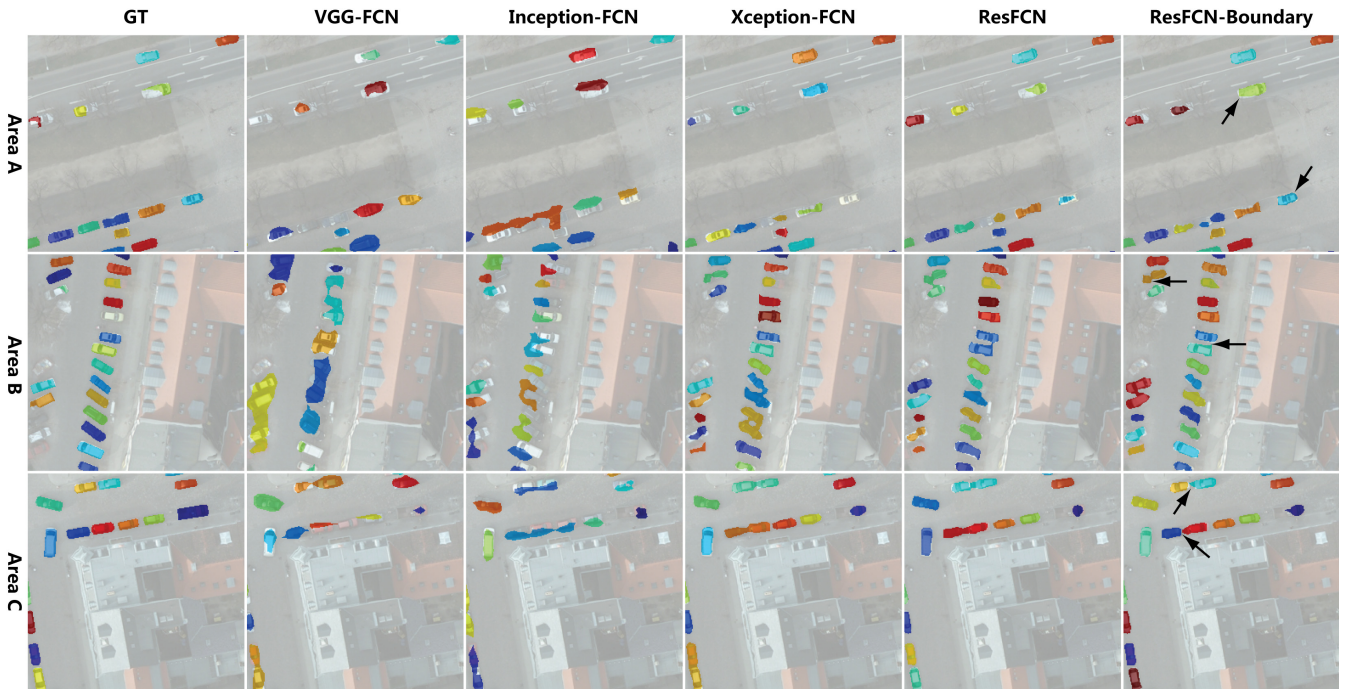 GT VGG-FCN Inception-FCN Xception-FCN ResFCN ResFCN-Boundary
Area A
Area B
Area C